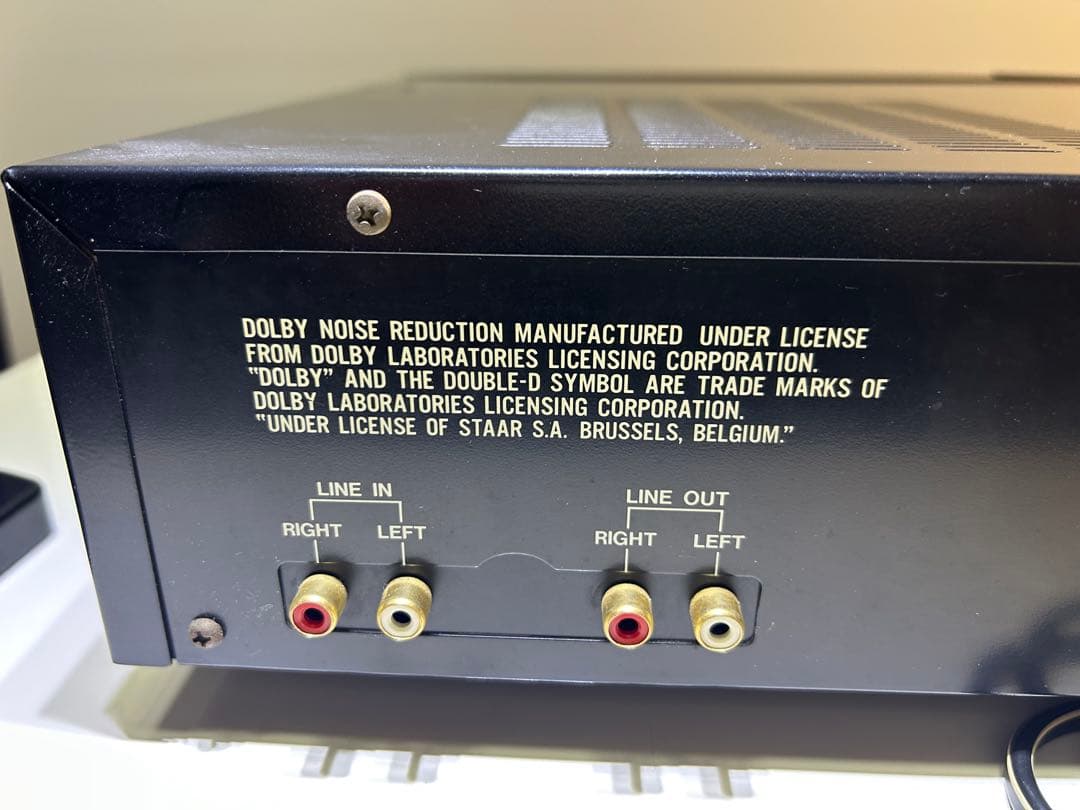 DOLBY NOISE REDUCTION MANUFACTURED UNDER LICENSE
FROM DOLBY LABORATORIES LICENSING CORPORATION.
"DOLBY" AND THE DOUBLE-D SYMBOL ARE TRADE MARKS OF
DOLBY LABORATORIES LICENSING CORPORATION.
"UNDER LICENSE OF STAAR S.A. BRUSSELS, BELGIUM."
LINE IN
RIGHT LEFT
LINE OUT
RIGHT LEFT